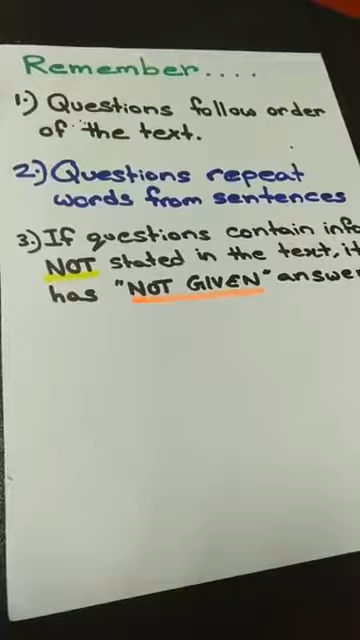 Remember....
1.) Questions follow order
of the text.
2.) Questions repeat
words from sentences
3.) If questions contain info
NOT stated in the text, it
has "NOT GIVEN" answer